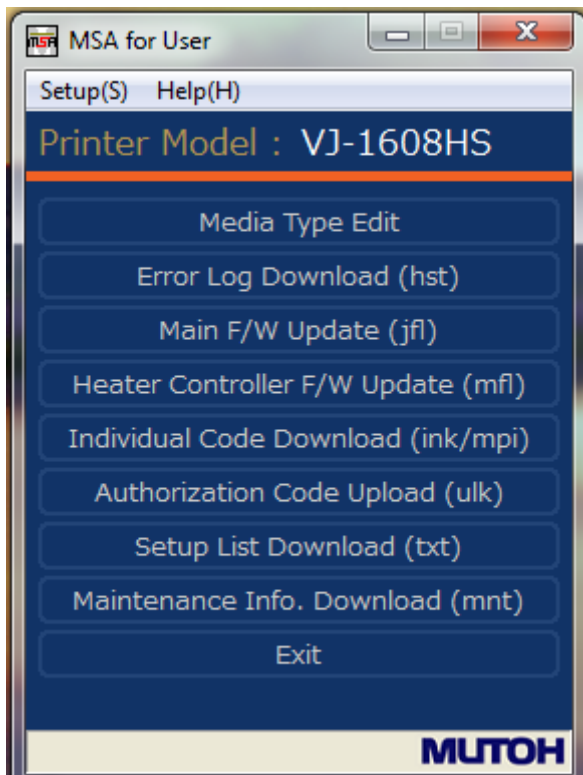 MSA MSA for User
Setup(S) Help(H)
Printer Model : VJ-1608HS
Media Type Edit
Error Log Download (hst)
Main F/W Update (jfl)
Heater Controller F/W Update (mfl)
Individual Code Download (ink/mpi)
Authorization Code Upload (ulk)
Setup List Download (txt)
Maintenance Info. Download (mnt)
Exit
MUTOH